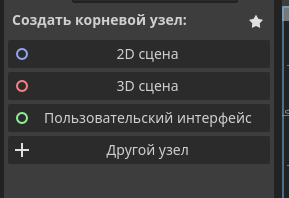 Создать корневой узел:
2D сцена
3D сцена
Пользовательский интерфейс
Другой узел